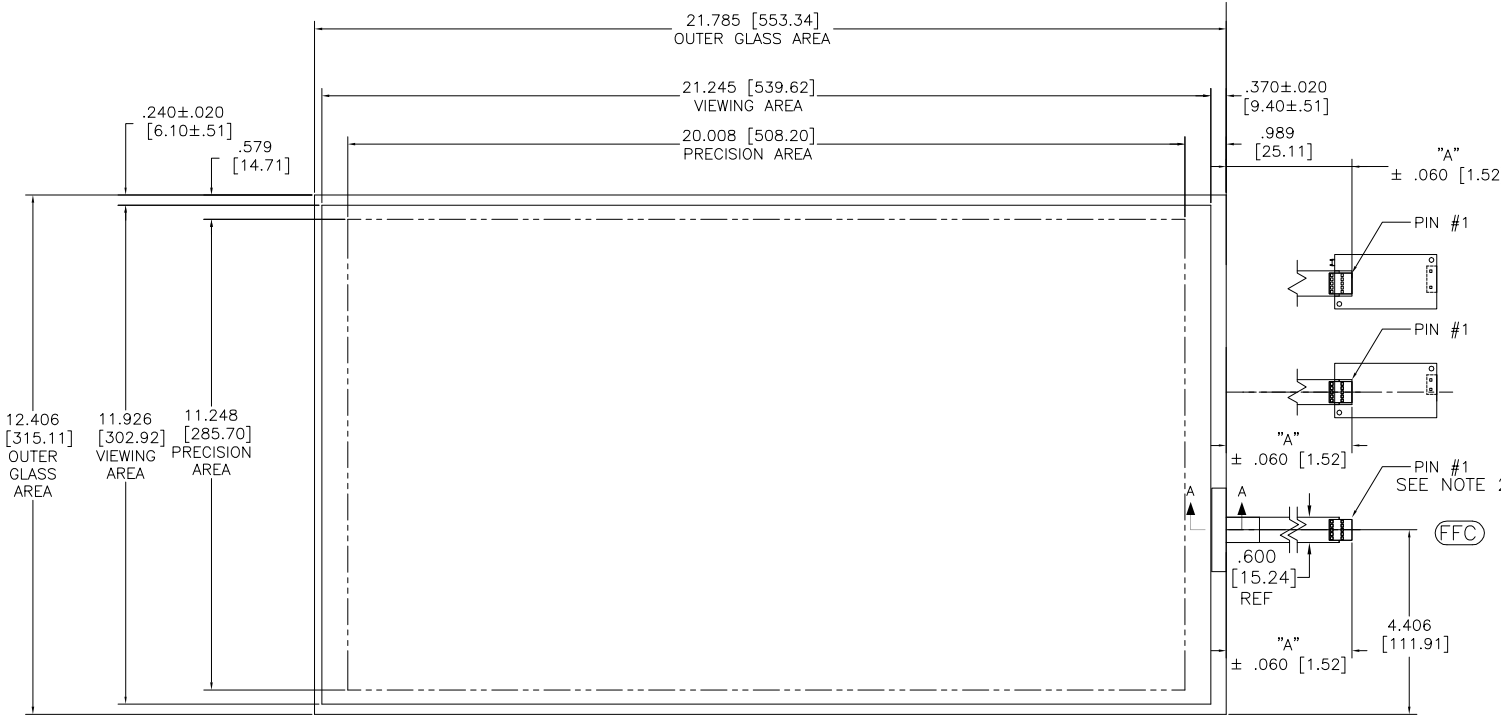 21.785 [553.34]
OUTER GLASS AREA
21.245 [539.62]
VIEWING AREA
.370±.020
[9.40±.51]
.240±.020
[6.10±.51]
20.008 [508.20]
PRECISION AREA
.989
[25.11]
.579
[14.71]
"A"
± .060 [1.52
PIN #1
PIN #1
12.406
[315.11]
OUTER
GLASS
AREA
11.926
[302.92]
VIEWING
AREA
11.248
[285.70]
PRECISION
AREA
"A"
± .060 [1.52]
PIN #1
SEE NOTE 2
A A
FFC
.600
[15.24]
REF
4.406
[111.91]
"A"
± .060 [1.52]